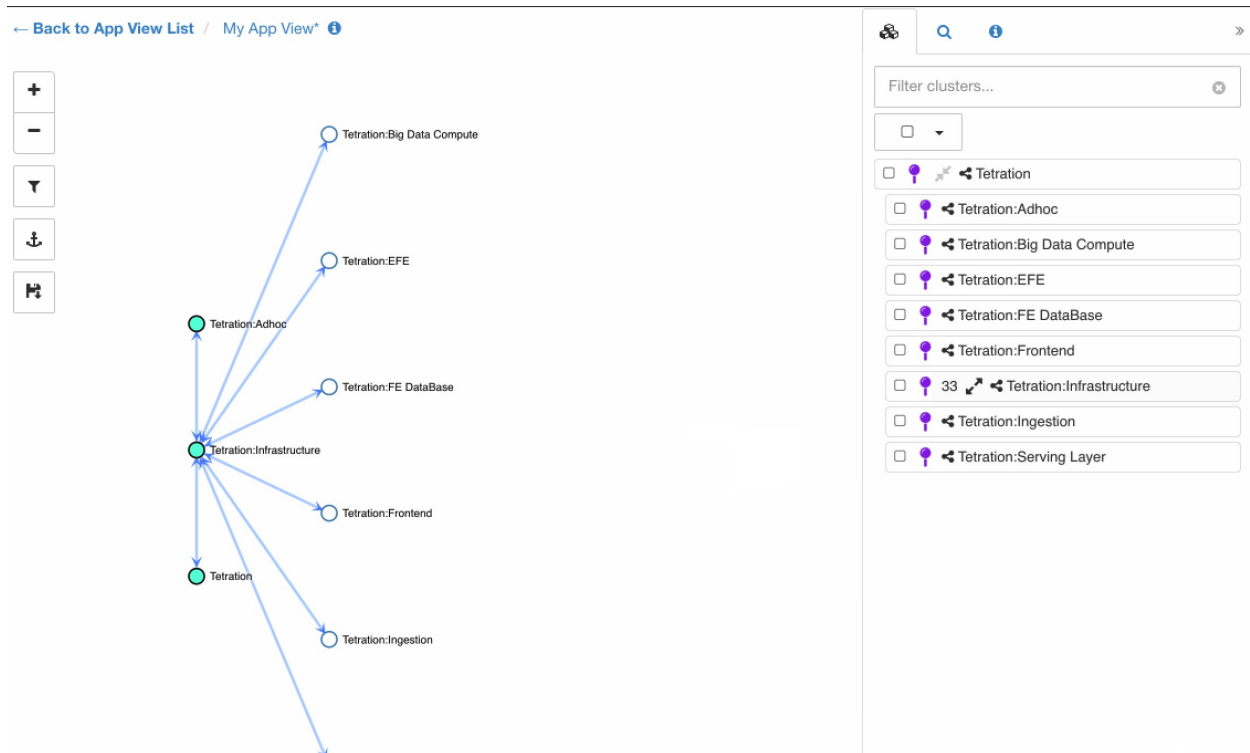 ← Back to App View List / My App View*
Filter clusters...
Tetration
Tetration:Adhoc
Tetration:Big Data Compute
Tetration:EFE
Tetration:FE DataBase
Tetration:Frontend
33 Tetration:Infrastructure
Tetration:Ingestion
Tetration:Serving Layer
Tetration:Big Data Compute
Tetration:EFE
Tetration:Adhoc
Tetration:FE DataBase
Tetration:Infrastructure
Tetration:Frontend
Tetration
Tetration:Ingestion